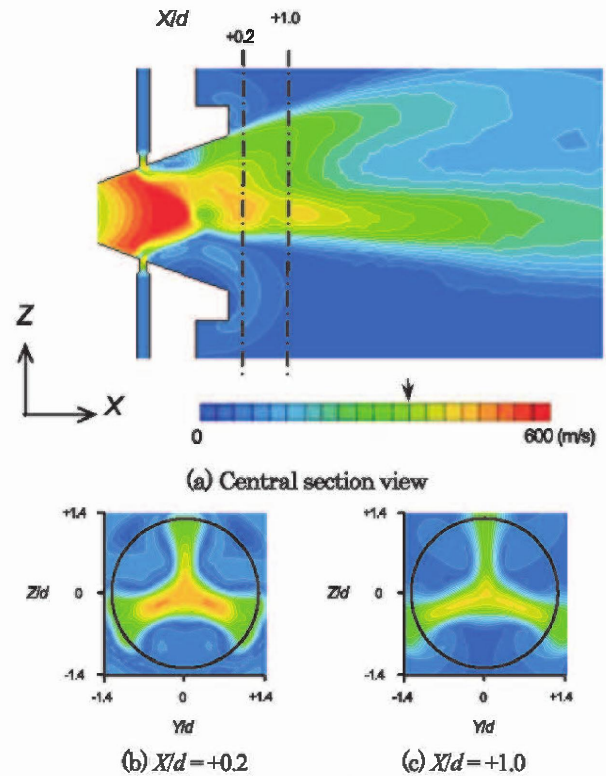 X/d
+0.2
+1.0
Z
X
0
600 (m/s)
(a) Central section view
+1.4
Z/d
0
-1.4
-1.4
0
+1.4
Y/d
(b) X/d = +0.2
+1.4
Z/d
0
-1.4
-1.4
0
+1.4
Y/d
(c) X/d = +1.0